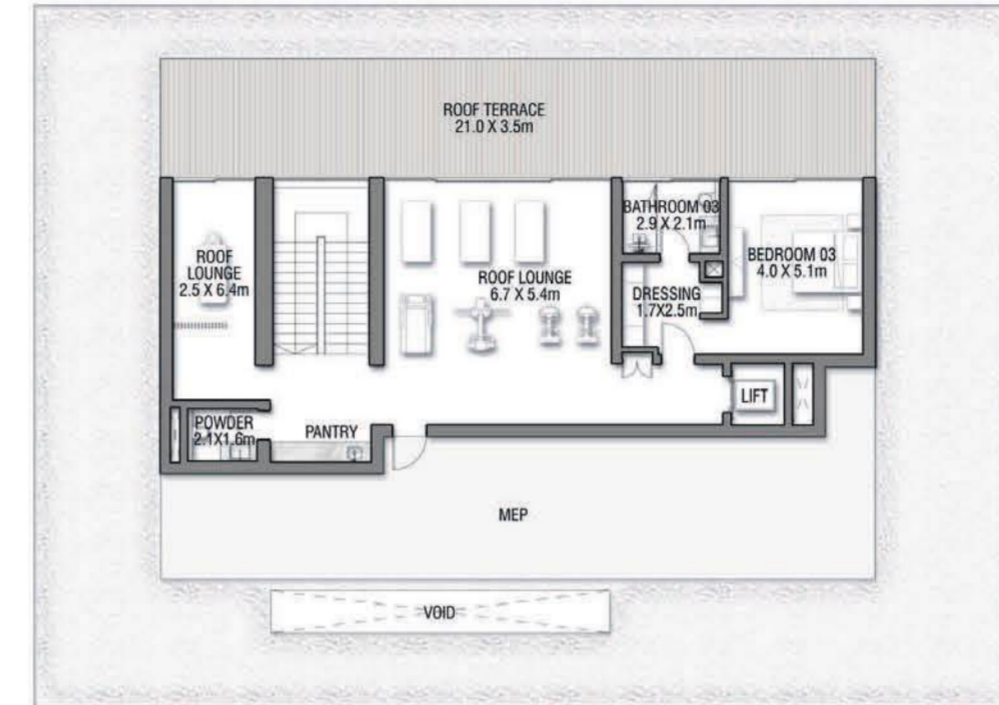 ROOF TERRACE
21.0 X 3.5m
BATHROOM 03
2.9 X 2.1m
ROOF
LOUNGE
2.5 X 6.4m
ROOF LOUNGE
6.7 X 5.4m
BEDROOM 03
4.0 X 5.1m
DRESSING
1.7X2.5m
LIFT
POWDER
2.1X1.6m
PANTRY
MEP
VOID